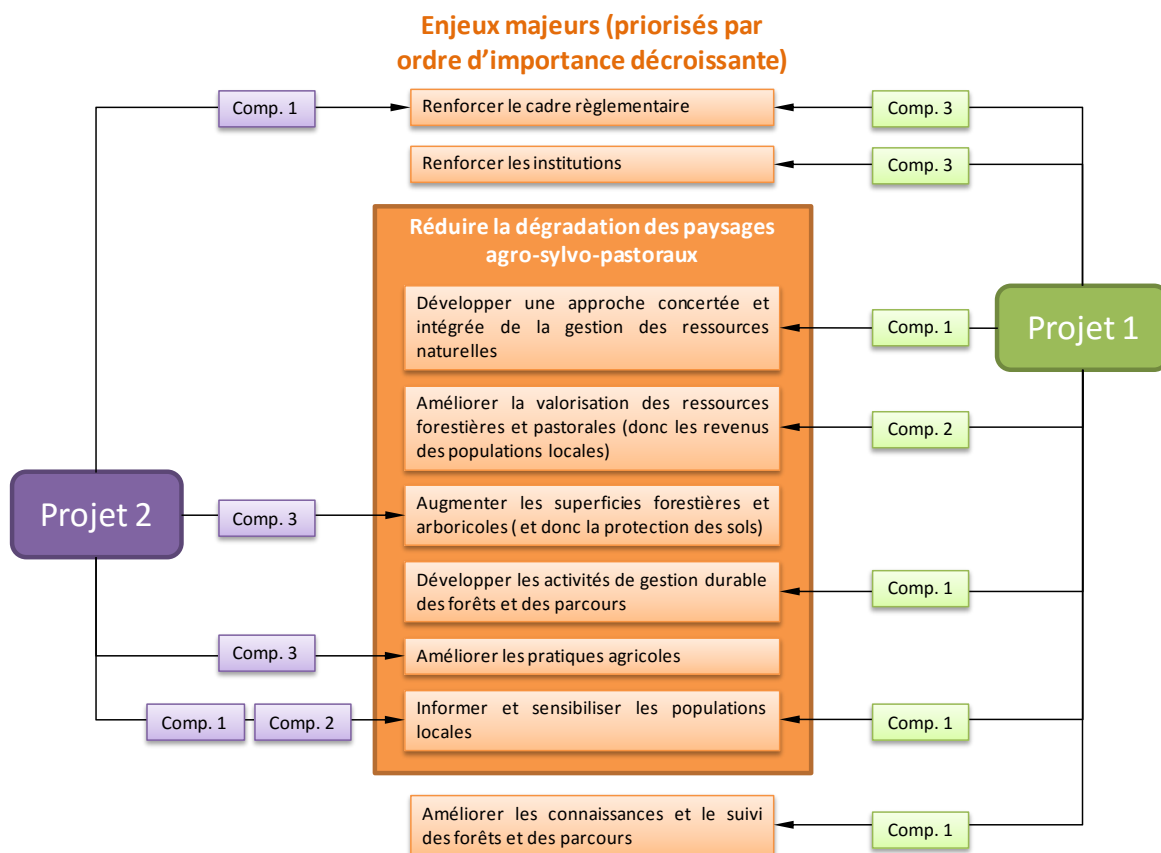 Enjeux majeurs (priorisés par
ordre d'importance décroissante)
Comp. 1
Renforcer le cadre règlementaire
Comp. 3
Renforcer les institutions
Comp. 3
Réduire la dégradation des paysages
agro-sylvo-pastoraux
Développer une approche concertée et
intégrée de la gestion des ressources
naturelles
Comp. 1
Projet 1
Améliorer la valorisation des ressources
forestières et pastorales (donc les revenus
des populations locales)
Comp. 2
Projet 2
Comp. 3
Augmenter les superficies forestières et
arboricoles ( et donc la protection des sols)
Développer les activités de gestion durable
des forêts et des parcours
Comp. 1
Comp. 3
Améliorer les pratiques agricoles
Comp. 1
Comp. 2
Informer et sensibiliser les populations
locales
Comp. 1
Améliorer les connaissances et le suivi
des forêts et des parcours
Comp. 1